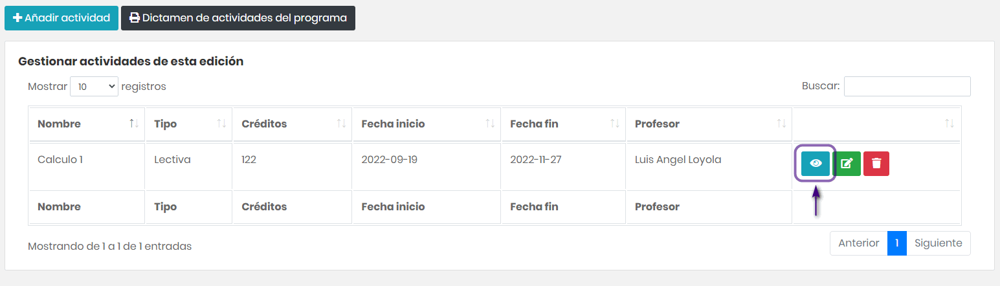 Añadir actividad Dictamen de actividades del programa
Gestionar actividades de esta edición
Mostrar 10 registros Buscar:
Nombre Tipo Créditos Fecha inicio Fecha fin Profesor
Calculo 1 Lectiva 122 2022-09-19 2022-11-27 Luis Angel Loyola
Nombre Tipo Créditos Fecha inicio Fecha fin Profesor
Mostrando de 1 a 1 de 1 entradas Anterior 1 Siguiente